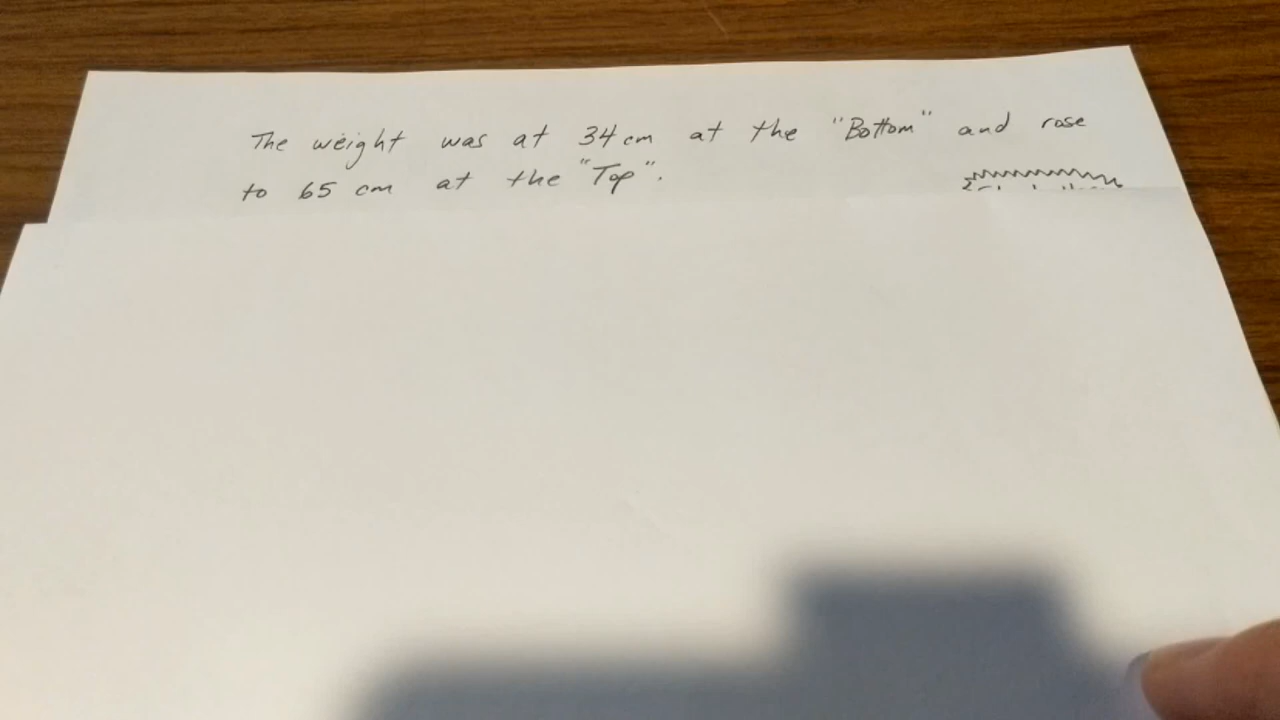 The weight was at 34 cm at the "Bottom" and rose
to 65 cm at the "Top".